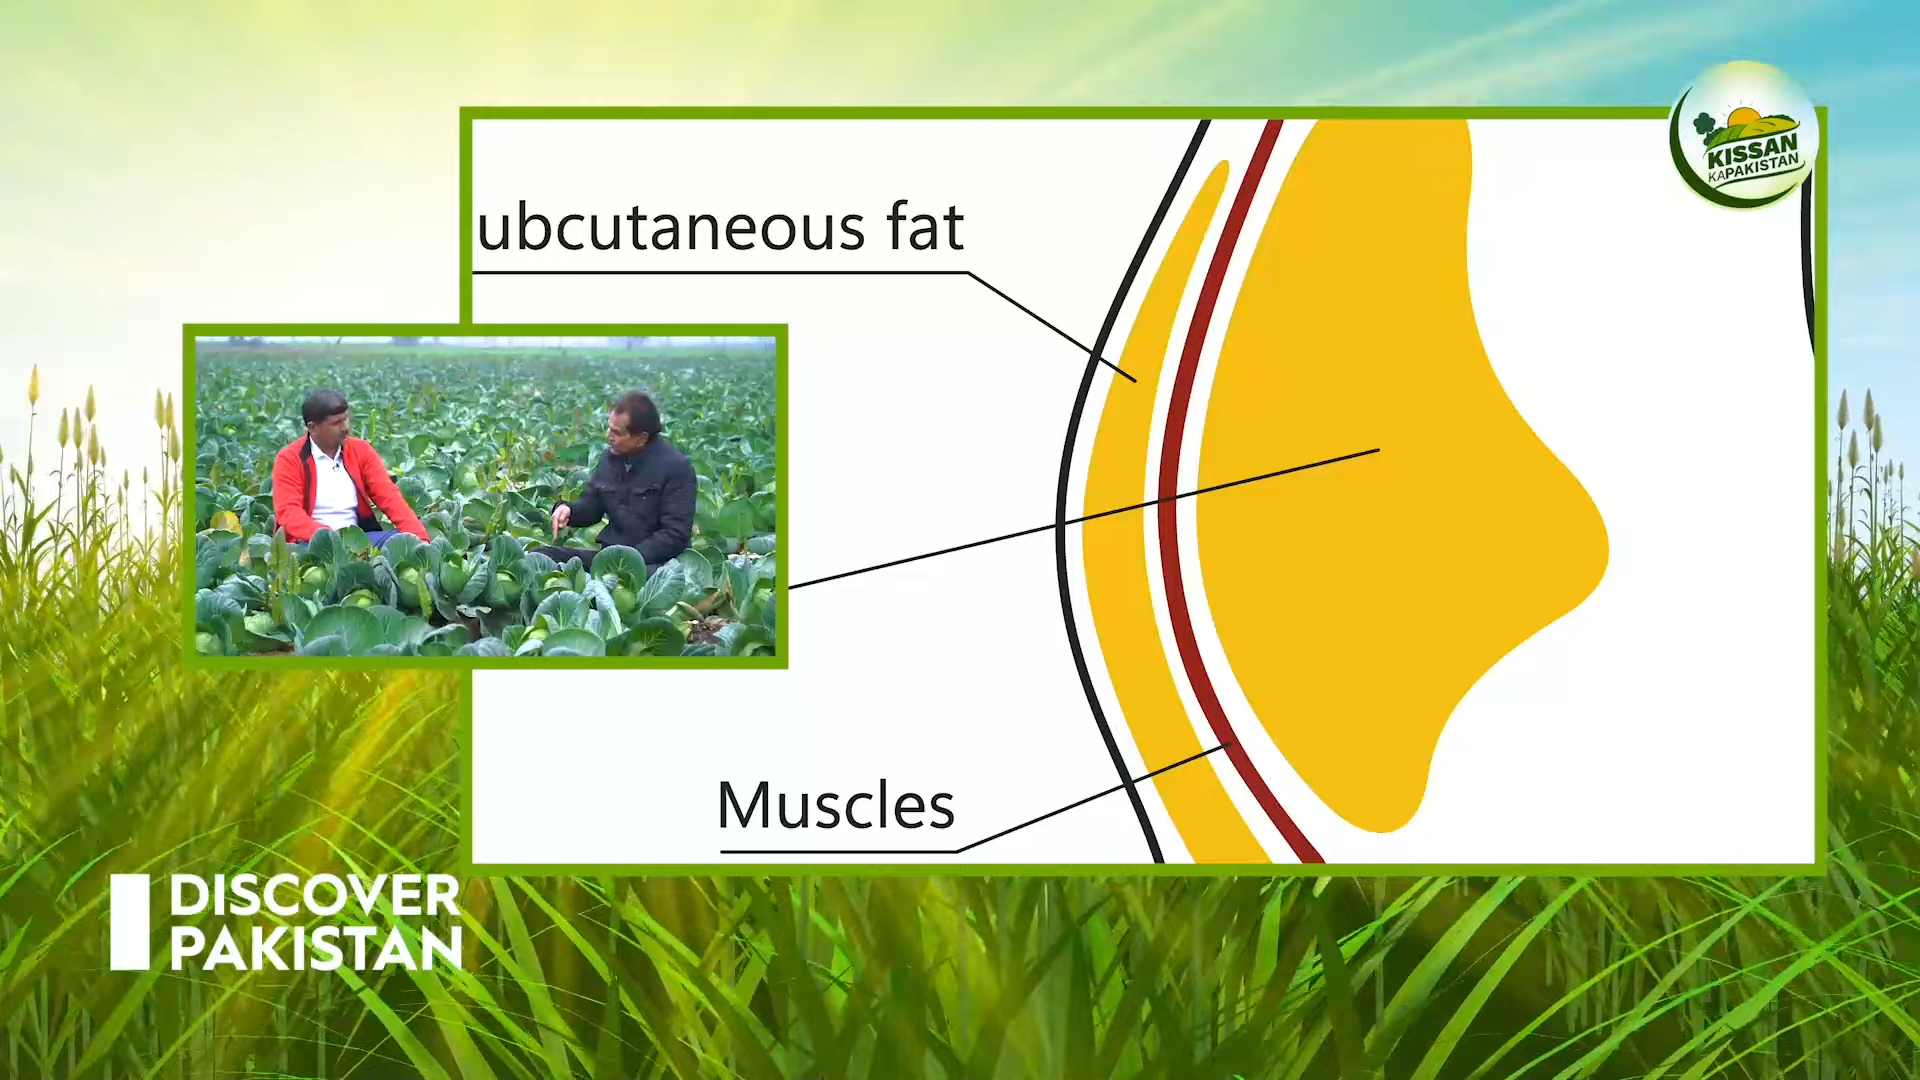 KISSAN
KAPAKISTAN
ubcutaneous fat
Muscles
DISCOVER
PAKISTAN